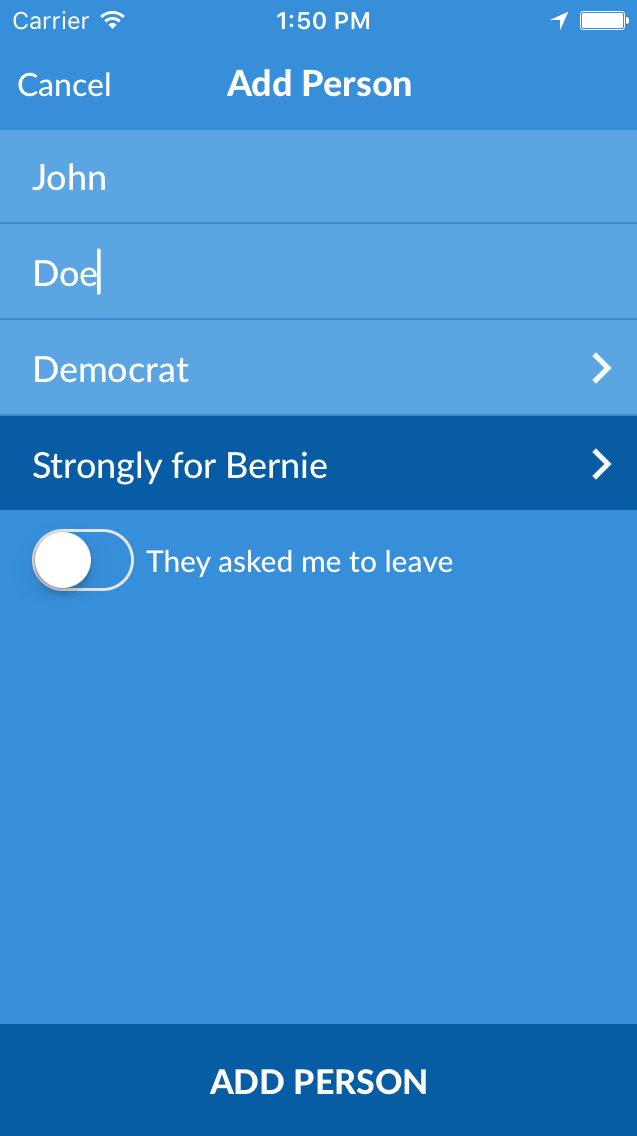 Carrier 1:50 PM
Cancel Add Person
John
Doe
Democrat
Strongly for Bernie
They asked me to leave
ADD PERSON